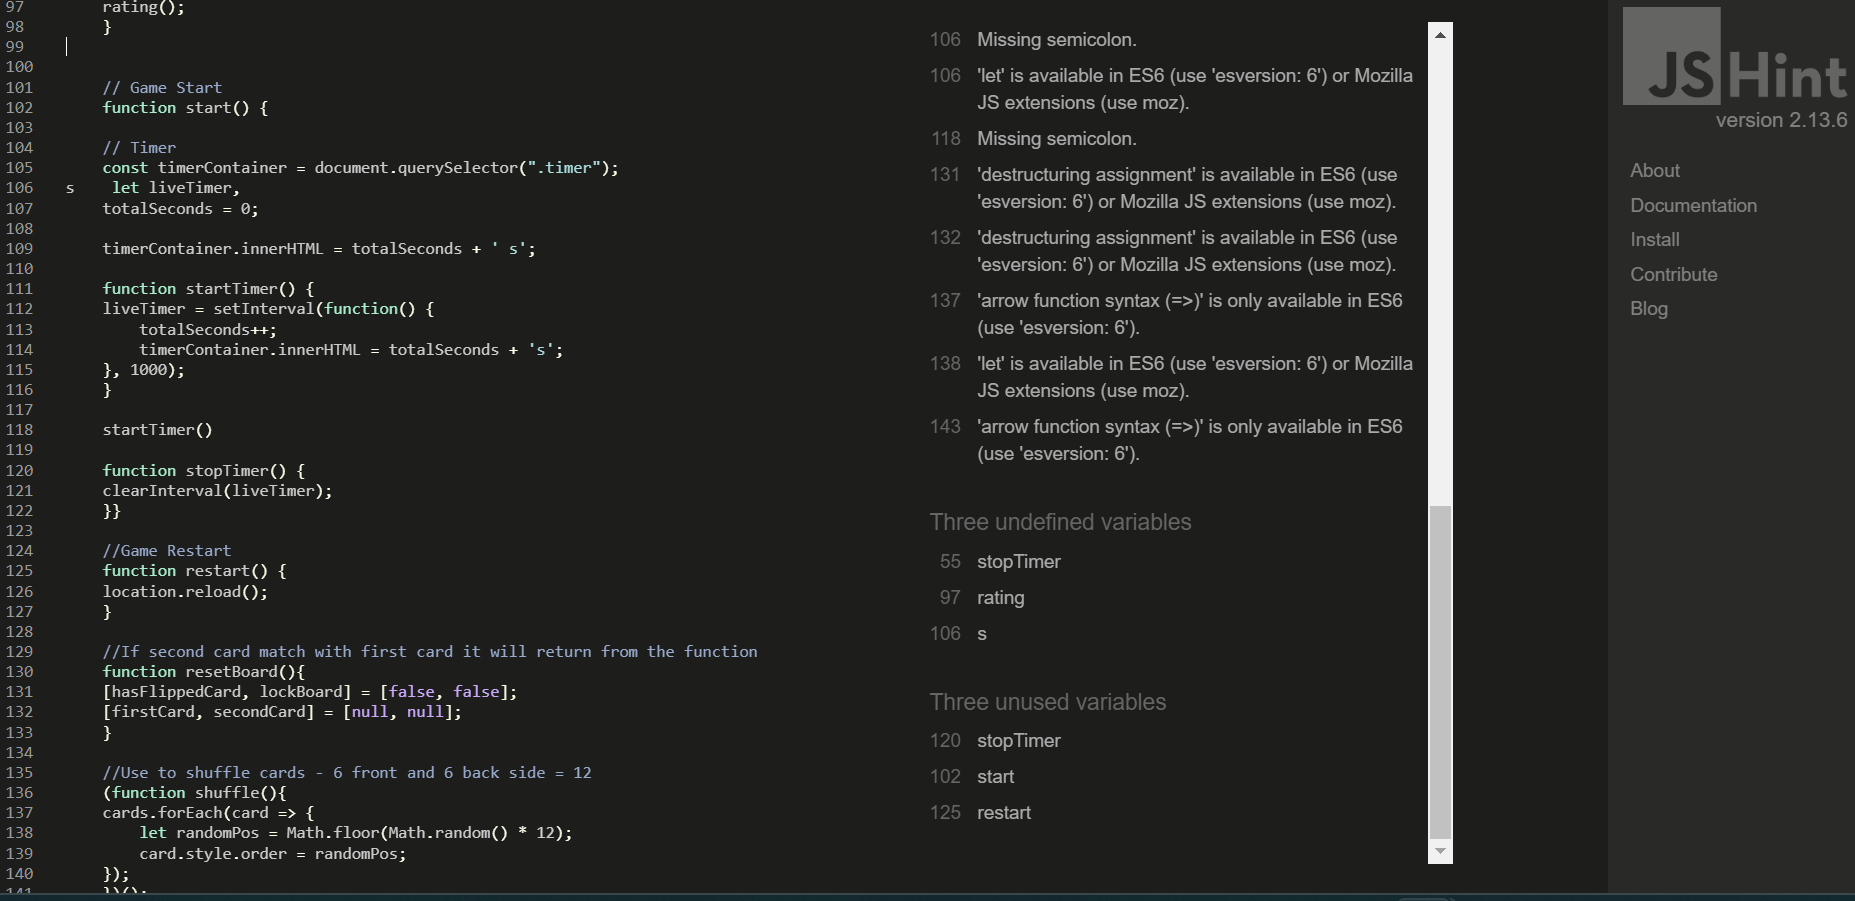 97 rating();
98 }
99
100
101 // Game Start
102 function start() {
103
104 // Timer
105 const timerContainer = document.querySelector(".timer");
106 s let liveTimer,
107 totalSeconds = 0;
108
109 timerContainer.innerHTML = totalSeconds + ' s';
110
111 function startTimer() {
112 liveTimer = setInterval(function() {
113 totalSeconds++;
114 timerContainer.innerHTML = totalSeconds + 's';
115 }, 1000);
116 }
117
118 startTimer()
119
120 function stopTimer() {
121 clearInterval(liveTimer);
122 }}
123
124 //Game Restart
125 function restart() {
126 location.reload();
127 }
128
129 //If second card match with first card it will return from the function
130 function resetBoard(){
131 [hasFlippedCard, lockBoard] = [false, false];
132 [firstCard, secondCard] = [null, null];
133 }
134
135 //Use to shuffle cards - 6 front and 6 back side = 12
136 (function shuffle(){
137 cards.forEach(card => {
138 let randomPos = Math.floor(Math.random() * 12);
139 card.style.order = randomPos;
140 });
141 })();
106 Missing semicolon.
106 'let' is available in ES6 (use 'esversion: 6') or Mozilla
JS extensions (use moz).
118 Missing semicolon.
131 'destructuring assignment' is available in ES6 (use
'esversion: 6') or Mozilla JS extensions (use moz).
132 'destructuring assignment' is available in ES6 (use
'esversion: 6') or Mozilla JS extensions (use moz).
137 'arrow function syntax (=>)' is only available in ES6
(use 'esversion: 6').
138 'let' is available in ES6 (use 'esversion: 6') or Mozilla
JS extensions (use moz).
143 'arrow function syntax (=>)' is only available in ES6
(use 'esversion: 6').
Three undefined variables
55 stopTimer
97 rating
106 s
Three unused variables
120 stopTimer
102 start
125 restart
JSHint
version 2.13.6
About
Documentation
Install
Contribute
Blog